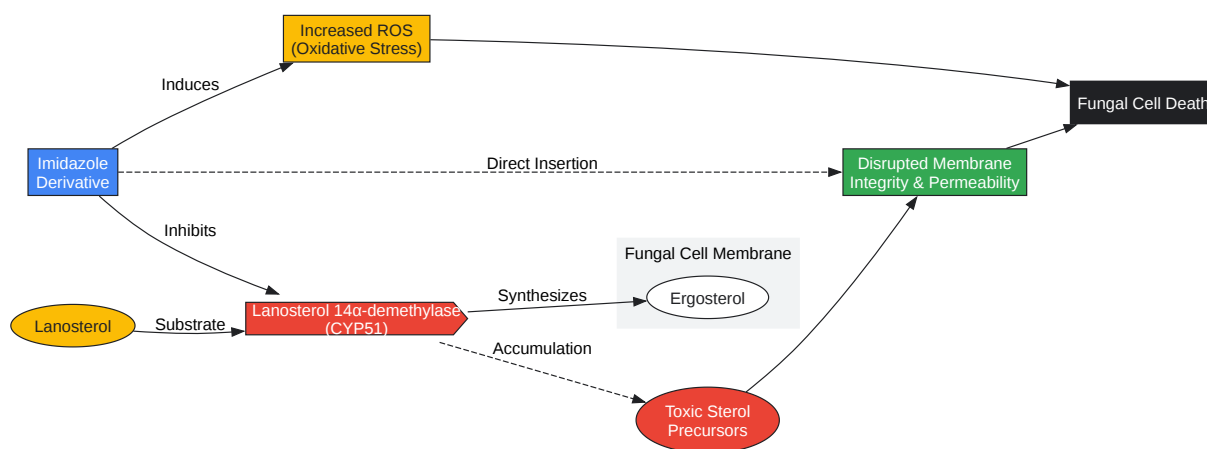 Increased ROS
(Oxidative Stress)
Induces
Fungal Cell Death
Imidazole
Derivative
Direct Insertion
Disrupted Membrane
Integrity & Permeability
Inhibits
Fungal Cell Membrane
Ergosterol
Synthesizes
Lanosterol
Substrate
Lanosterol 14α-demethylase
(CYP51)
Accumulation
Toxic Sterol
Precursors